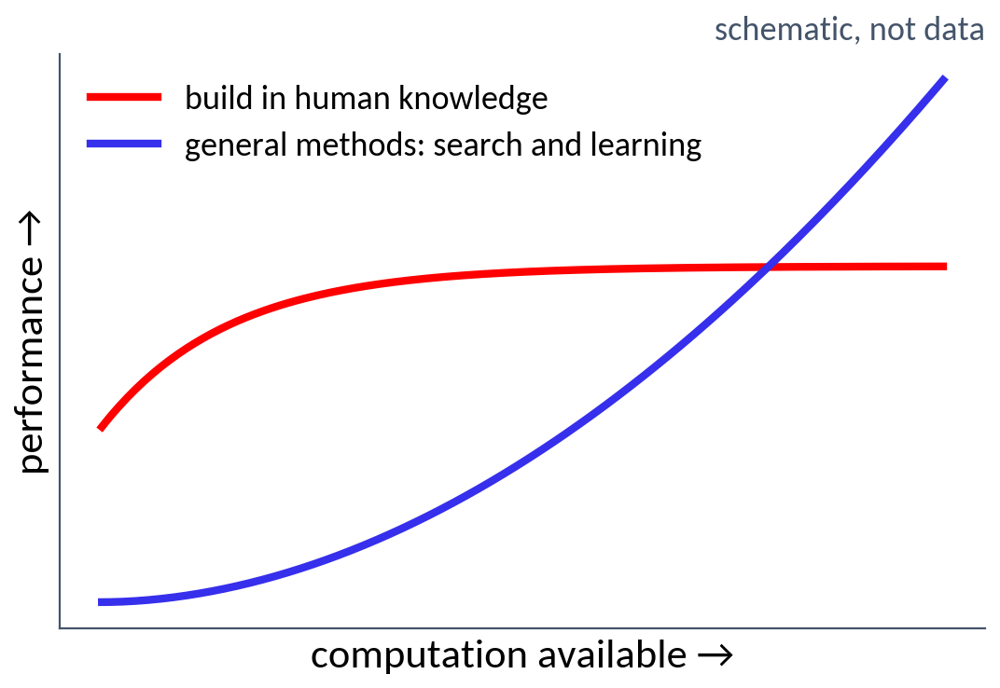 schematic, not data
build in human knowledge
general methods: search and learning
performance →
computation available →